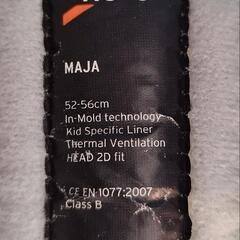 MAJA
52-56cm
In-Mold technology
Kid Specific Liner
Thermal Ventilation
HEAD 2D fit
CE EN 1077:2007
Class B